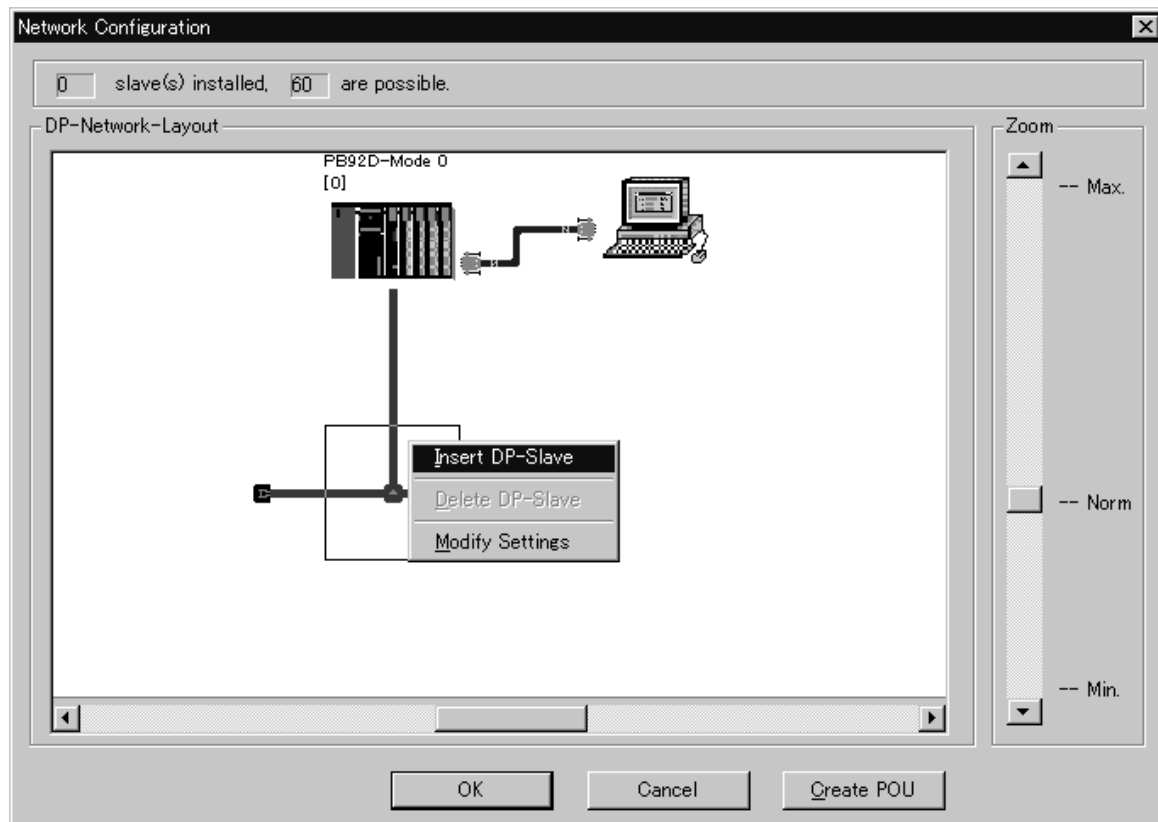 Network Configuration
0 slave(s) installed, 60 are possible.
DP-Network-Layout
Zoom
PB92D-Mode 0
[0]
-- Max.
Insert DP-Slave
Delete DP-Slave
-- Norm
Modify Settings
-- Min.
OK
Cancel
Create POU